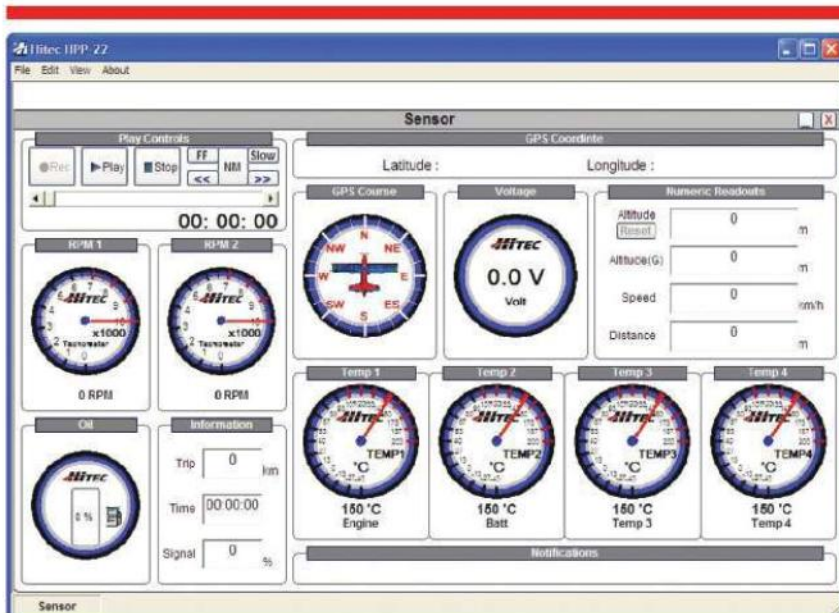 Hitec HPP-22
File Edit View About
Sensor
Play Controls
Rec Play Stop FF << NM Slow >>
00: 00: 00
GPS Coordinte
Latitude : Longitude :
RPM 1
HiTEC
x1000
Tachometer
0 RPM
RPM 2
HiTEC
x1000
Tachometer
0 RPM
GPS Course
N
NW NE
W E
SW ES
S
Voltage
HiTEC
0.0 V
Volt
Numeric Readouts
Altitude 0 m
Reset
Altitude(G) 0 m
Speed 0 km/h
Distance 0 m
Oil
HiTEC
0 %
Information
Trip 0 km
Time 00:00:00
Signal 0 %
Temp 1
HiTEC
TEMP1
°C
150 °C
Engine
Temp 2
HiTEC
TEMP2
°C
150 °C
Batt
Temp 3
HiTEC
TEMP3
°C
150 °C
Temp 3
Temp 4
HiTEC
TEMP4
°C
150 °C
Temp 4
Notifications
Sensor